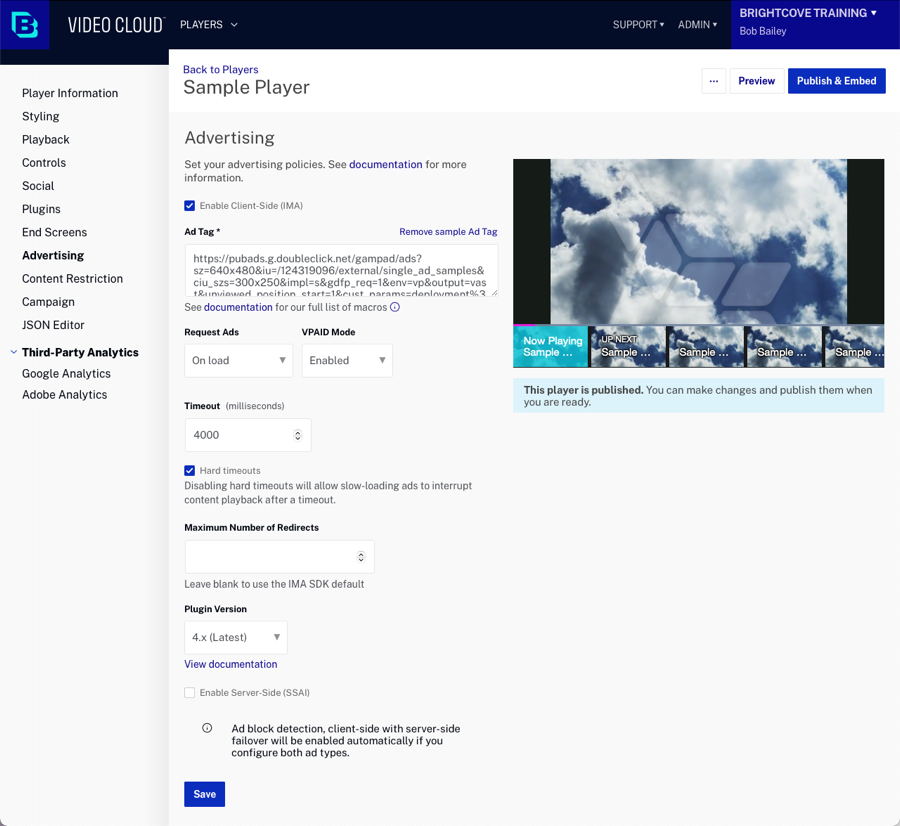 VIDEO CLOUD
PLAYERS
SUPPORT
ADMIN
BRIGHTCOVE TRAINING
Bob Bailey
Player Information
Styling
Playback
Controls
Social
Plugins
End Screens
Advertising
Content Restriction
Campaign
JSON Editor
Third-Party Analytics
Google Analytics
Adobe Analytics
Back to Players
Sample Player
...
Preview
Publish & Embed
Advertising
Set your advertising policies. See documentation for more
information.
Enable Client-Side (IMA)
Ad Tag *
Remove sample Ad Tag
https://pubads.g.doubleclick.net/gampad/ads?
sz=640x480&iu=/124319096/external/single_ad_samples&
ciu_szs=300x250&impl=s&gdfp_req=1&env=vp&output=vas
t&unviewed_position_start=1&cust_params=deployment%3
See documentation for our full list of macros
Request Ads
VPAID Mode
On load
Enabled
Timeout (milliseconds)
4000
Hard timeouts
Disabling hard timeouts will allow slow-loading ads to interrupt
content playback after a timeout.
Maximum Number of Redirects
Leave blank to use the IMA SDK default
Plugin Version
4.x (Latest)
View documentation
Enable Server-Side (SSAI)
Ad block detection, client-side with server-side
failover will be enabled automatically if you
configure both ad types.
Save
Now Playing
Sample ...
UP NEXT
Sample ...
Sample ...
Sample ...
Sample ...
This player is published. You can make changes and publish them when
you are ready.